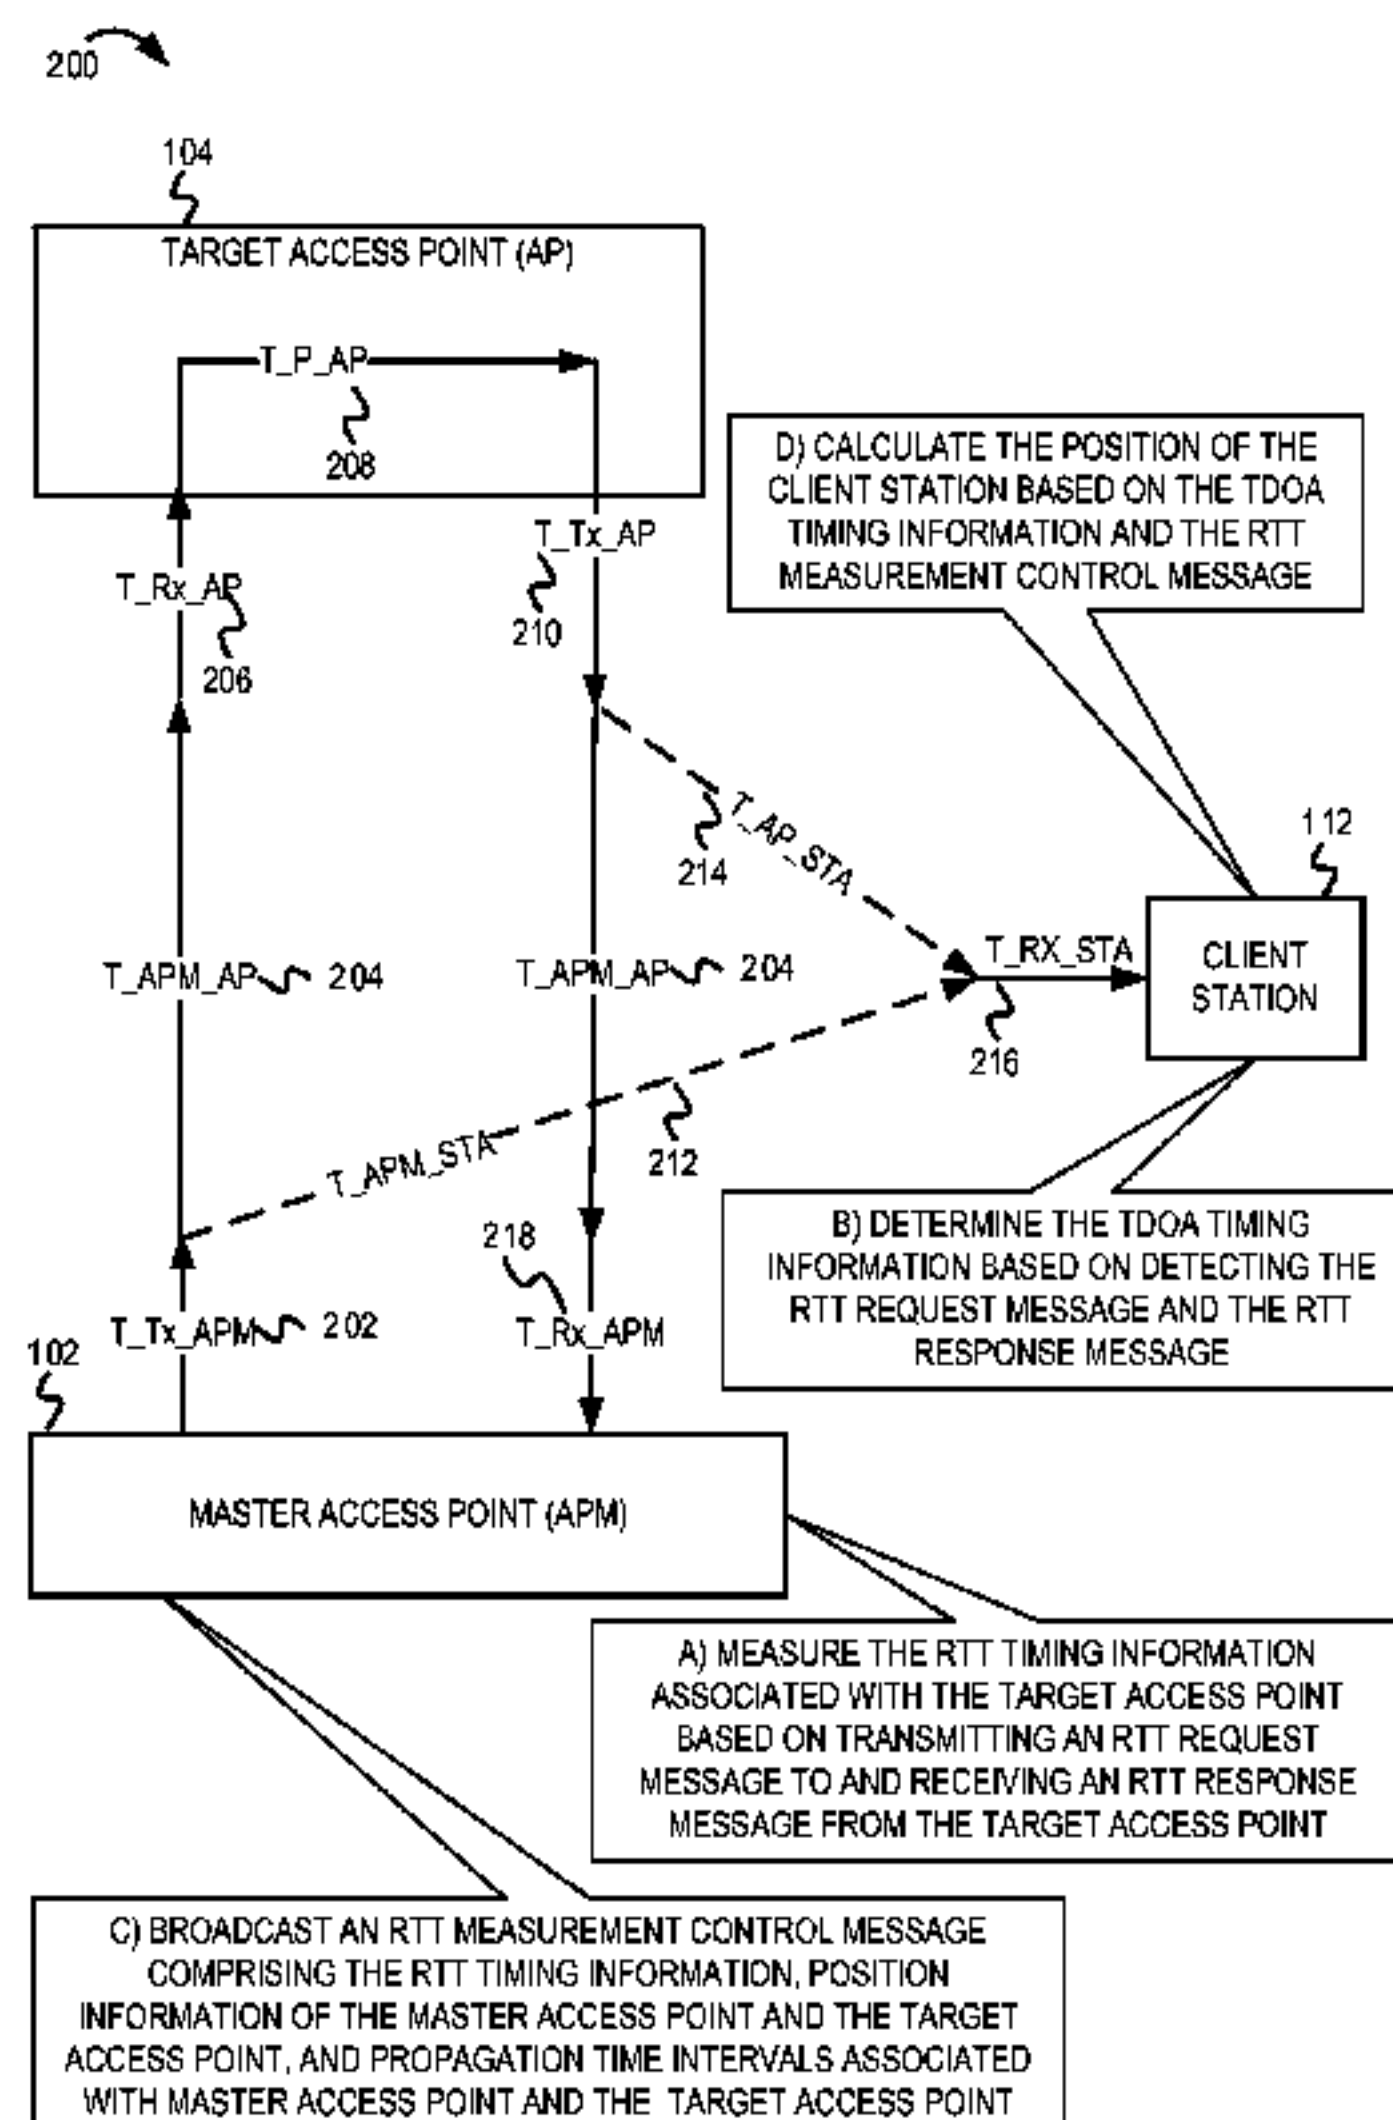 200
104
TARGET ACCESS POINT (AP)
T_P_AP
208
T_Tx_AP
210
T_Rx_AP
206
D) CALCULATE THE POSITION OF THE
CLIENT STATION BASED ON THE TDOA
TIMING INFORMATION AND THE RTT
MEASUREMENT CONTROL MESSAGE
T_AP_STA
214
112
T_APM_AP 204
T_APM_AP 204
T_RX_STA
216
CLIENT
STATION
T_APM_STA
212
218
T_Tx_APM 202
T_Rx_APM
B) DETERMINE THE TDOA TIMING
INFORMATION BASED ON DETECTING THE
RTT REQUEST MESSAGE AND THE RTT
RESPONSE MESSAGE
102
MASTER ACCESS POINT (APM)
A) MEASURE THE RTT TIMING INFORMATION
ASSOCIATED WITH THE TARGET ACCESS POINT
BASED ON TRANSMITTING AN RTT REQUEST
MESSAGE TO AND RECEIVING AN RTT RESPONSE
MESSAGE FROM THE TARGET ACCESS POINT
C) BROADCAST AN RTT MEASUREMENT CONTROL MESSAGE
COMPRISING THE RTT TIMING INFORMATION, POSITION
INFORMATION OF THE MASTER ACCESS POINT AND THE TARGET
ACCESS POINT, AND PROPAGATION TIME INTERVALS ASSOCIATED
WITH MASTER ACCESS POINT AND THE TARGET ACCESS POINT